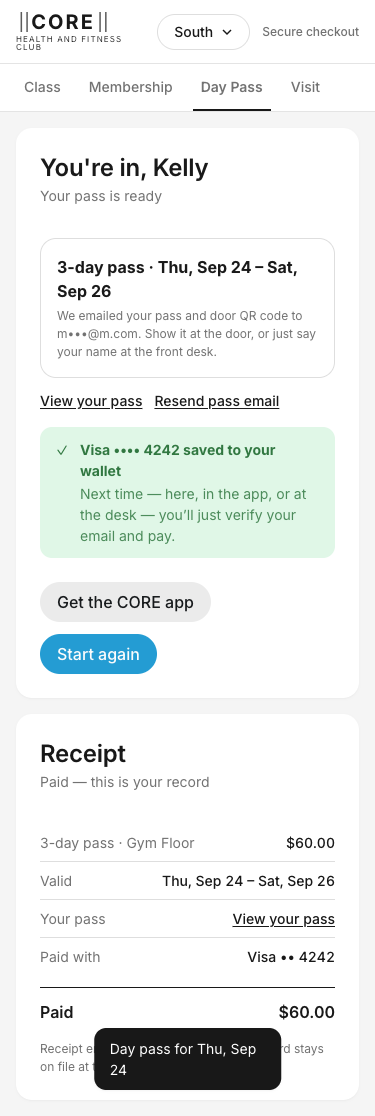 ||CORE||
HEALTH AND FITNESS
CLUB
South
Secure checkout
Class
Membership
Day Pass
Visit
You're in, Kelly
Your pass is ready
3-day pass · Thu, Sep 24 – Sat,
Sep 26
We emailed your pass and door QR code to
m•••@m.com. Show it at the door, or just say
your name at the front desk.
View your pass
Resend pass email
✓ Visa •••• 4242 saved to your
wallet
Next time — here, in the app, or at
the desk — you’ll just verify your
email and pay.
Get the CORE app
Start again
Receipt
Paid — this is your record
3-day pass · Gym Floor $60.00
Valid Thu, Sep 24 – Sat, Sep 26
Your pass View your pass
Paid with Visa •• 4242
Paid $60.00
Receipt stays
on file at
Day pass for Thu, Sep
24